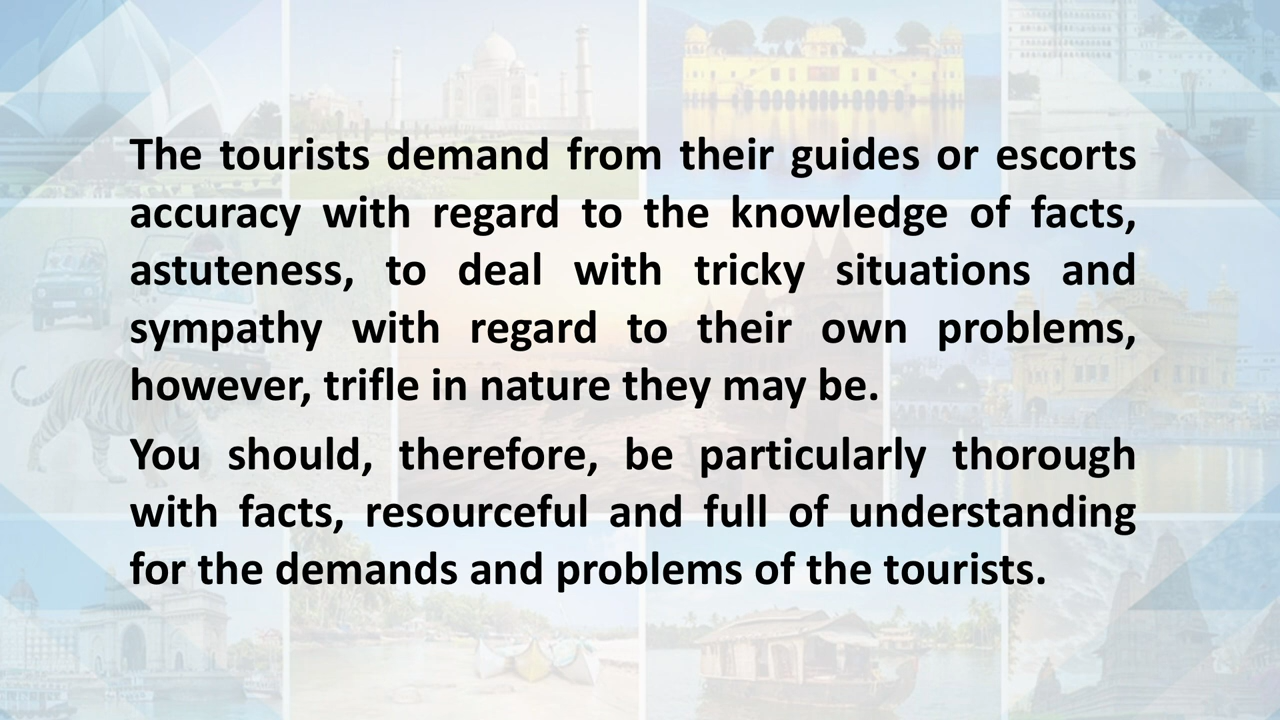 The tourists demand from their guides or escorts
accuracy with regard to the knowledge of facts,
astuteness, to deal with tricky situations and
sympathy with regard to their own problems,
however, trifle in nature they may be.
You should, therefore, be particularly thorough
with facts, resourceful and full of understanding
for the demands and problems of the tourists.